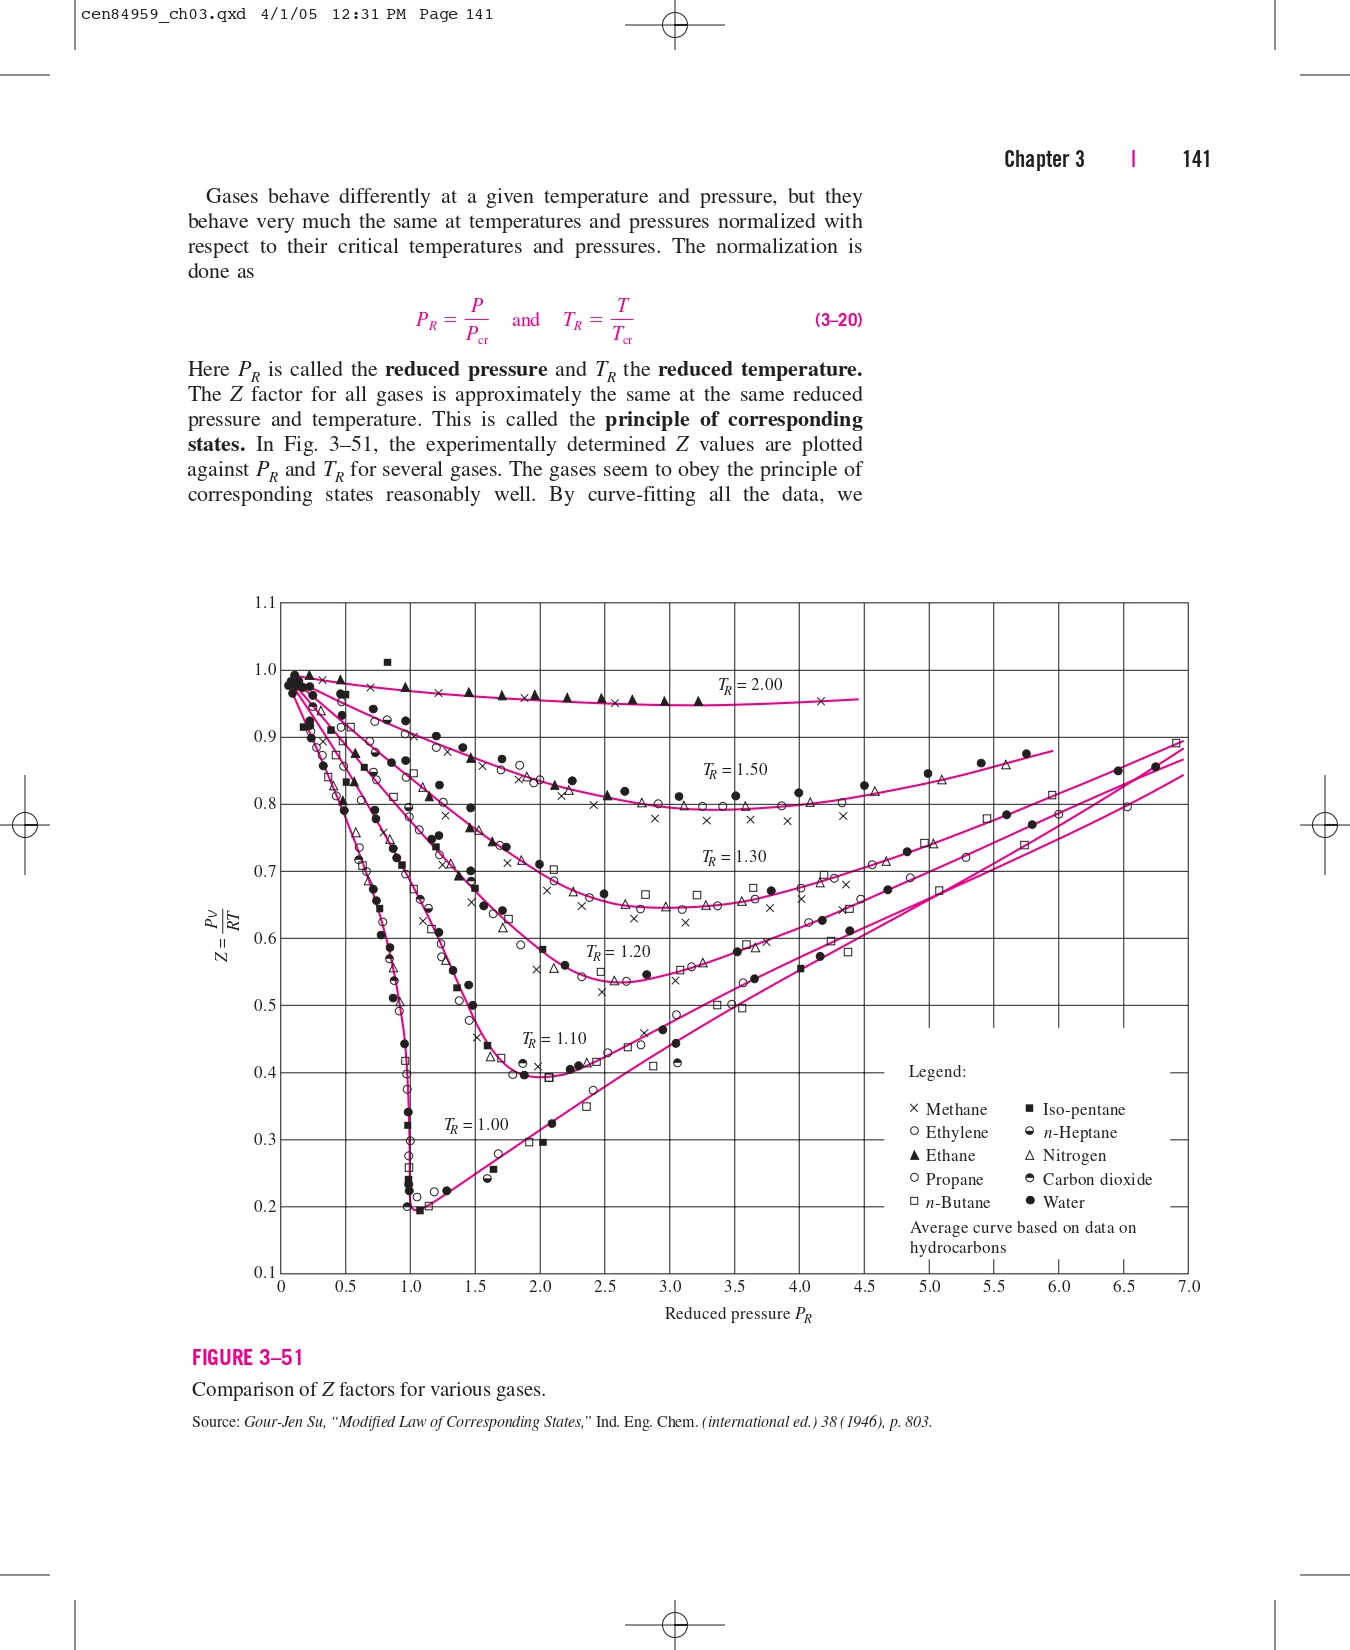 cen84959_ch03.qxd 4/1/05 12:31 PM Page 141
Chapter 3 | 141
Gases behave differently at a given temperature and pressure, but they
behave very much the same at temperatures and pressures normalized with
respect to their critical temperatures and pressures. The normalization is
done as
P_R = P/P_cr and T_R = T/T_cr (3–20)
Here P_R is called the reduced pressure and T_R the reduced temperature.
The Z factor for all gases is approximately the same at the same reduced
pressure and temperature. This is called the principle of corresponding
states. In Fig. 3–51, the experimentally determined Z values are plotted
against P_R and T_R for several gases. The gases seem to obey the principle of
corresponding states reasonably well. By curve-fitting all the data, we
1.1
1.0
0.9
0.8
0.7
0.6
0.5
0.4
0.3
0.2
0.1
Z = Pv/RT
T_R = 2.00
T_R = 1.50
T_R = 1.30
T_R = 1.20
T_R = 1.10
T_R = 1.00
Legend:
× Methane ■ Iso-pentane
○ Ethylene ◒ n-Heptane
▲ Ethane △ Nitrogen
○ Propane ◓ Carbon dioxide
□ n-Butane ● Water
Average curve based on data on
hydrocarbons
0 0.5 1.0 1.5 2.0 2.5 3.0 3.5 4.0 4.5 5.0 5.5 6.0 6.5 7.0
Reduced pressure P_R
FIGURE 3–51
Comparison of Z factors for various gases.
Source: Gour-Jen Su, “Modified Law of Corresponding States,” Ind. Eng. Chem. (international ed.) 38 (1946), p. 803.